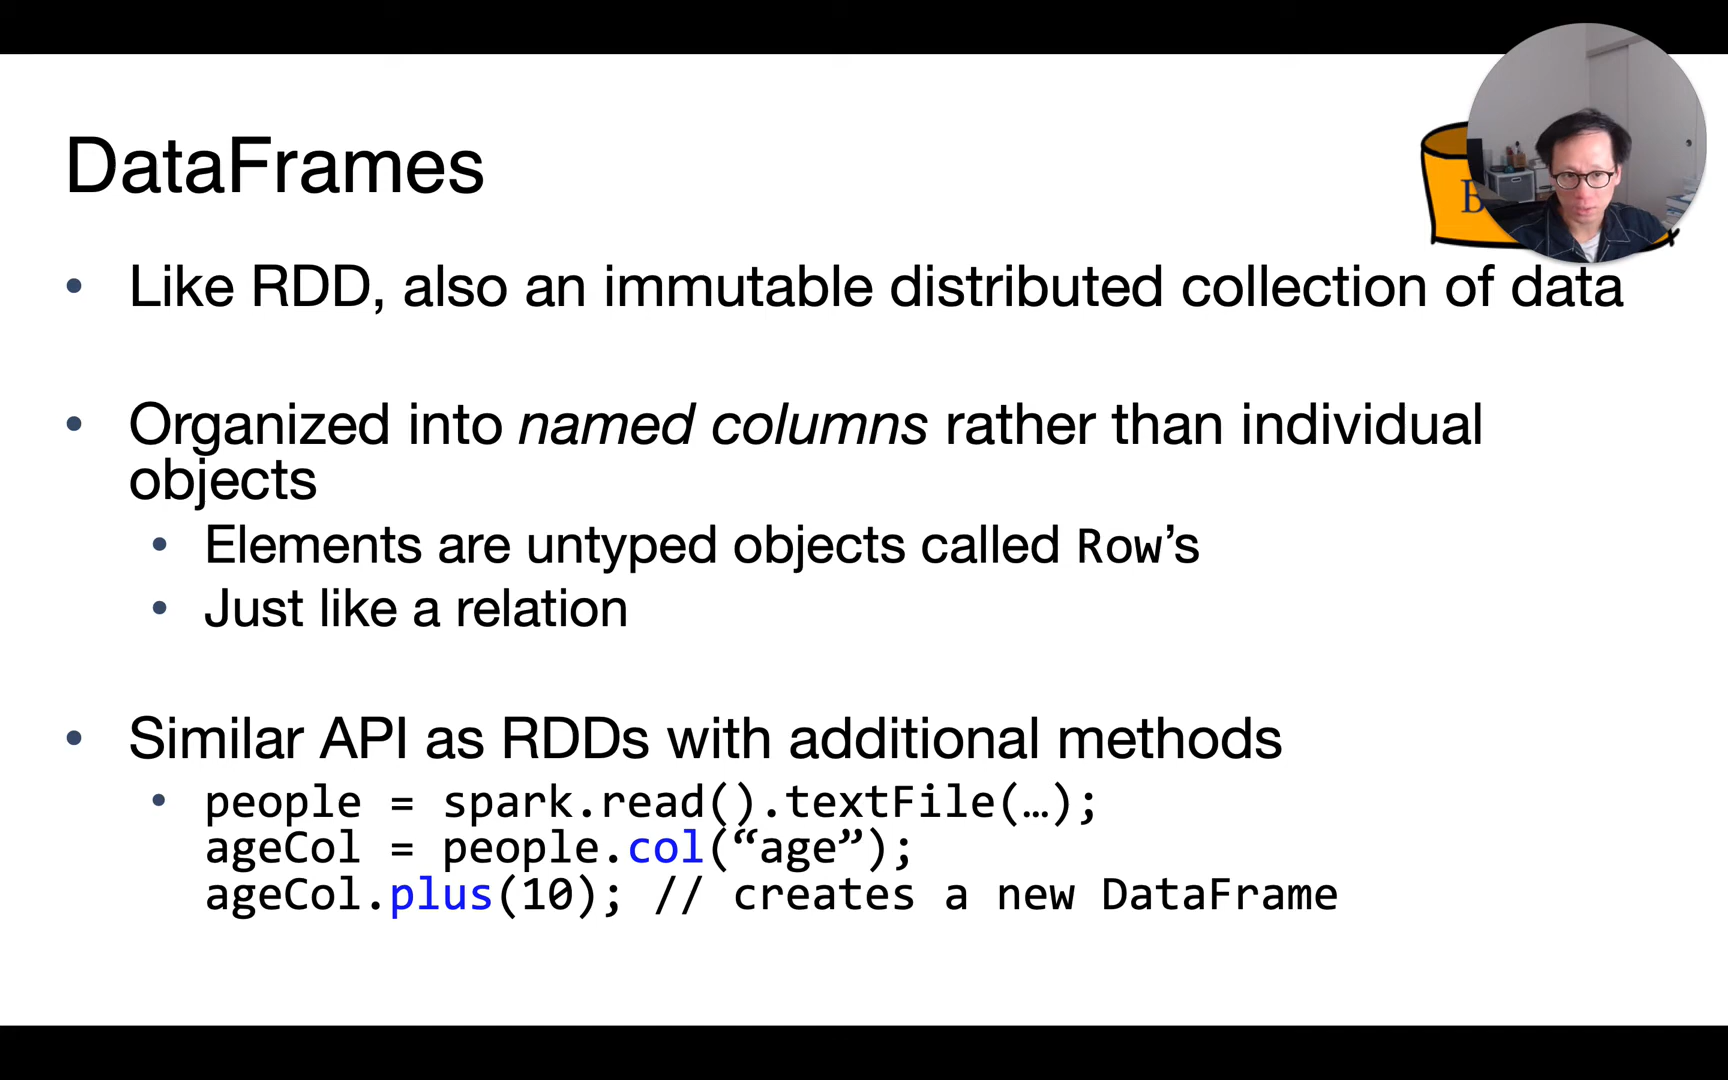 DataFrames
• Like RDD, also an immutable distributed collection of data
• Organized into named columns rather than individual
objects
• Elements are untyped objects called Row’s
• Just like a relation
• Similar API as RDDs with additional methods
• people = spark.read().textFile(…);
ageCol = people.col(“age”);
ageCol.plus(10); // creates a new DataFrame